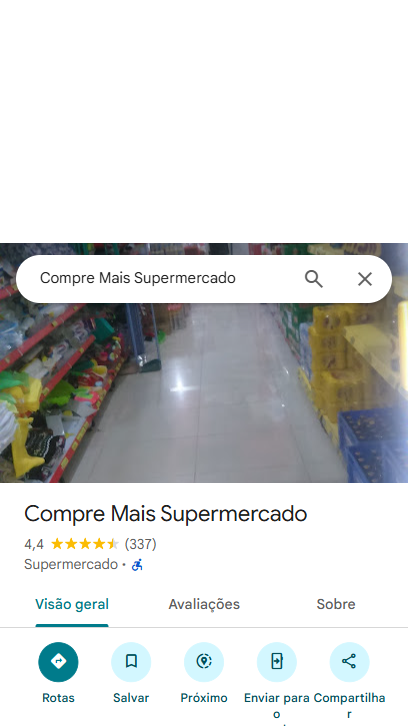 Compre Mais Supermercado
Compre Mais Supermercado
4,4 (337)
Supermercado ·
Visão geral Avaliações Sobre
Rotas Salvar Próximo Enviar para Compartilha
o r